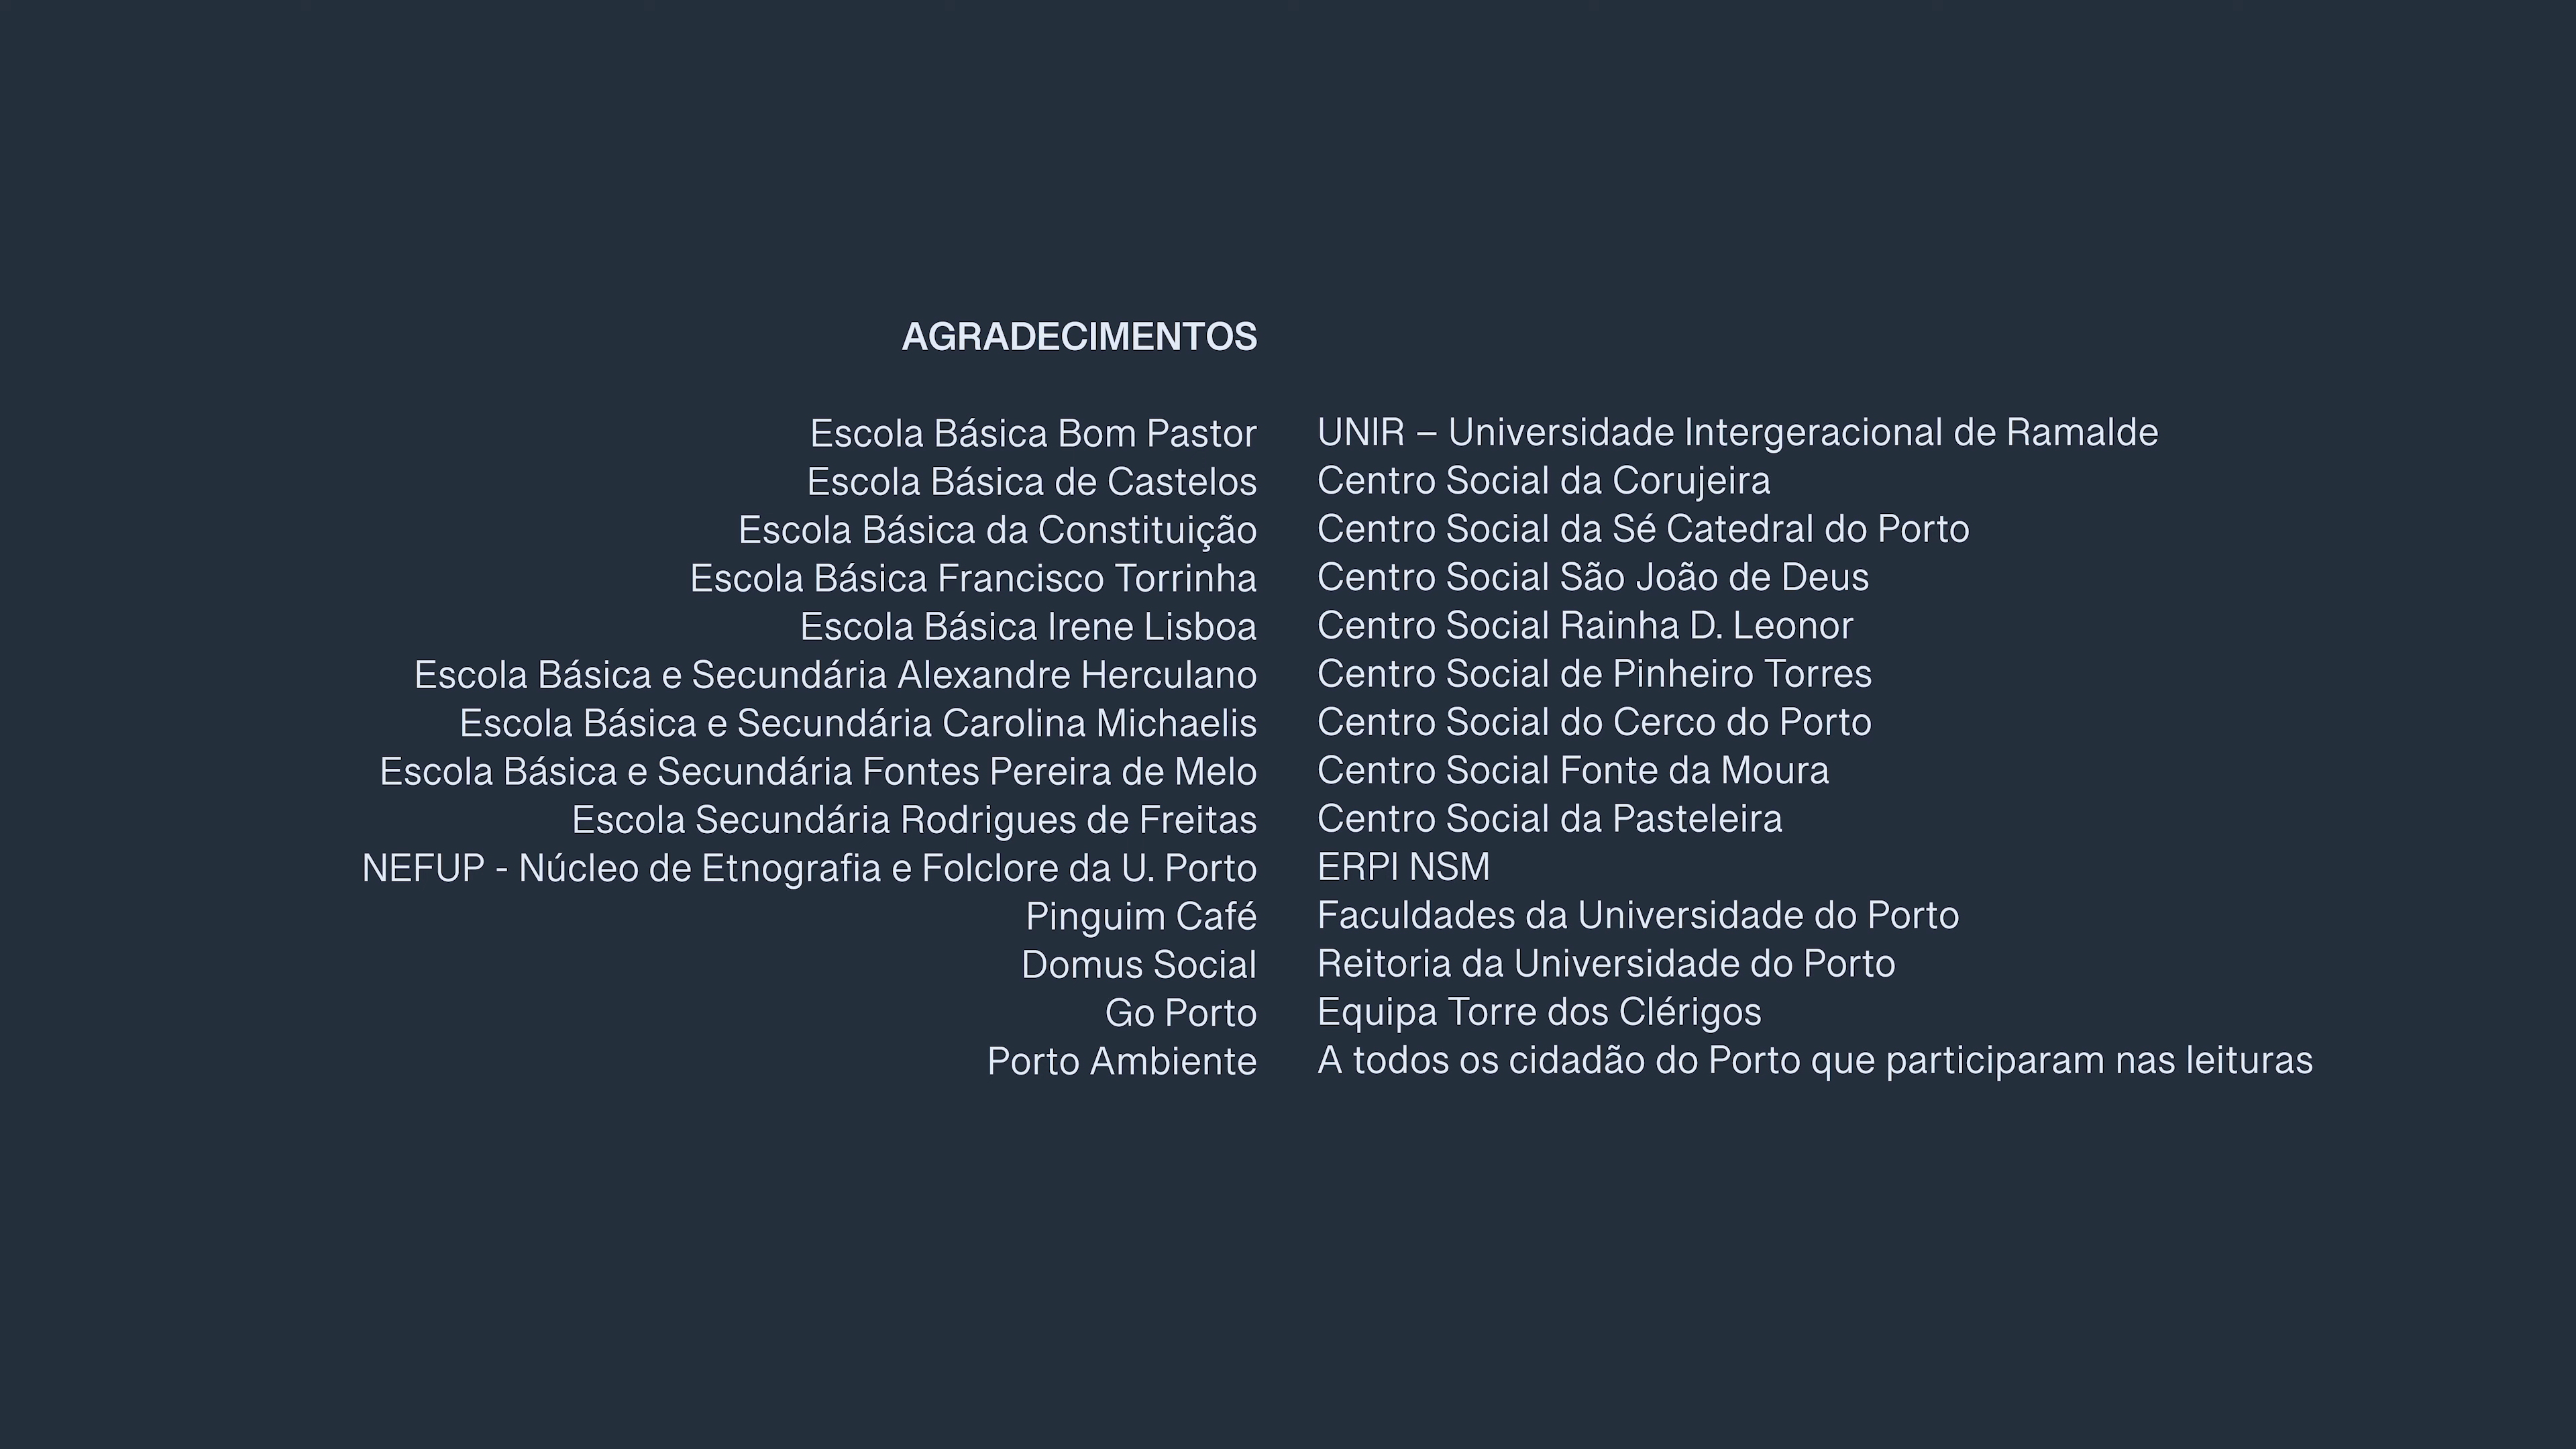 AGRADECIMENTOS
Escola Básica Bom Pastor
Escola Básica de Castelos
Escola Básica da Constituição
Escola Básica Francisco Torrinha
Escola Básica Irene Lisboa
Escola Básica e Secundária Alexandre Herculano
Escola Básica e Secundária Carolina Michaelis
Escola Básica e Secundária Fontes Pereira de Melo
Escola Secundária Rodrigues de Freitas
NEFUP - Núcleo de Etnografia e Folclore da U. Porto
Pinguim Café
Domus Social
Go Porto
Porto Ambiente
UNIR – Universidade Intergeracional de Ramalde
Centro Social da Corujeira
Centro Social da Sé Catedral do Porto
Centro Social São João de Deus
Centro Social Rainha D. Leonor
Centro Social de Pinheiro Torres
Centro Social do Cerco do Porto
Centro Social Fonte da Moura
Centro Social da Pasteleira
ERPI NSM
Faculdades da Universidade do Porto
Reitoria da Universidade do Porto
Equipa Torre dos Clérigos
A todos os cidadão do Porto que participaram nas leituras